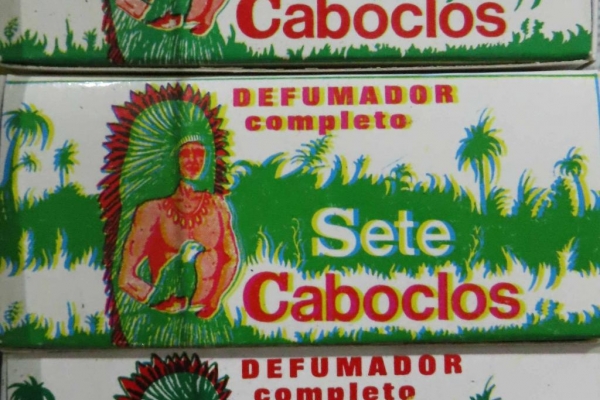 Caboclos
DEFUMADOR
completo
Sete
Caboclos
DEFUMADOR
completo